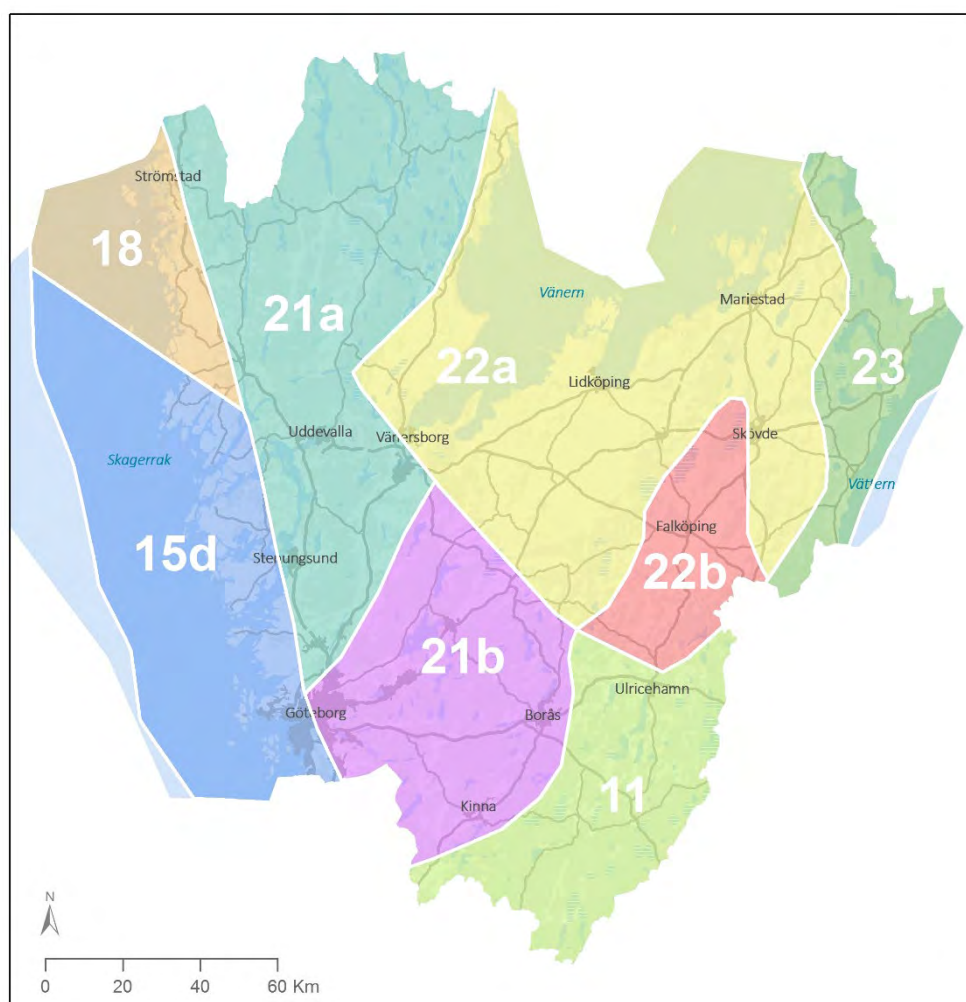 Strömstad
18
21a
Vänern
Mariestad
22a
23
Lidköping
Uddevalla
Vänersborg
Skövde
Skagerrak
Vättern
Falköping
15d
Stenungsund
22b
21b
Ulricehamn
Göteborg
Borås
11
Kinna
N
0 20 40 60 Km